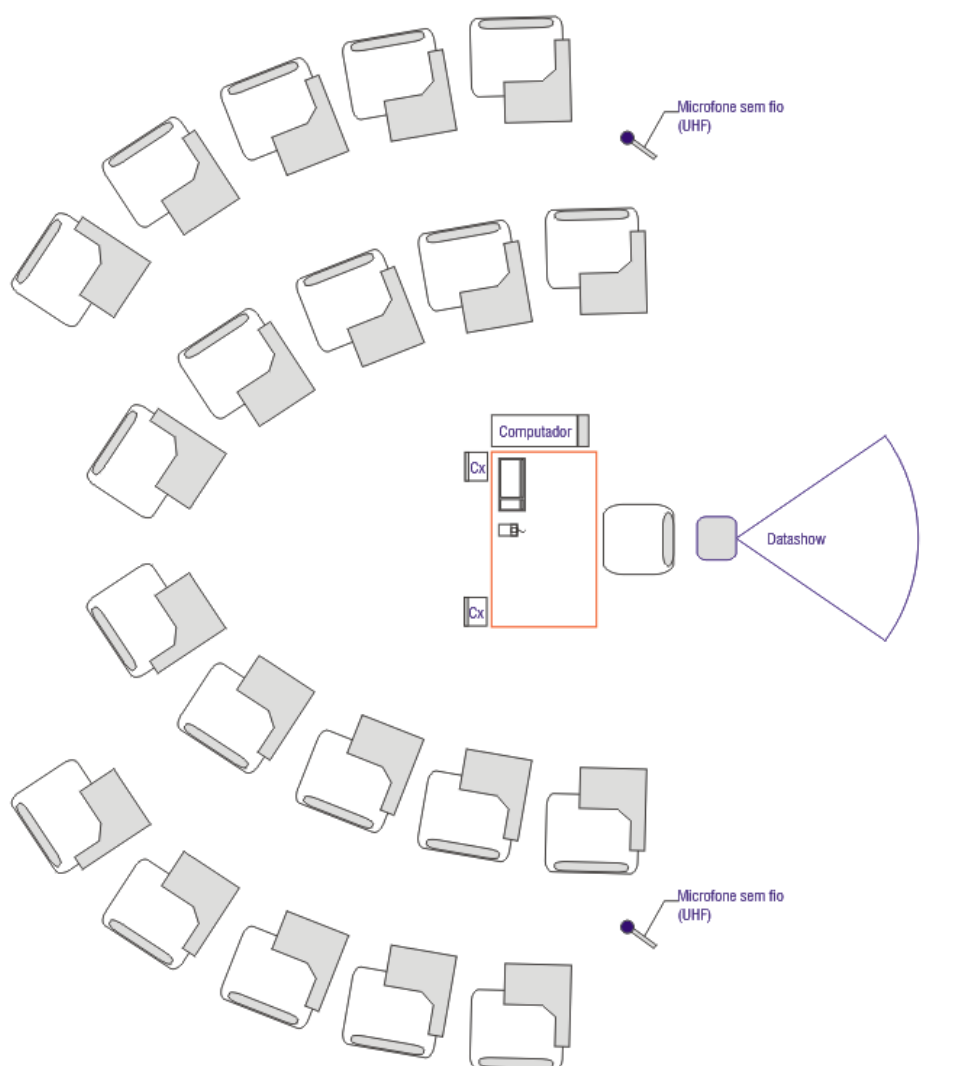 Microfone sem fio
(UHF)
Computador
Cx
Datashow
Cx
Microfone sem fio
(UHF)